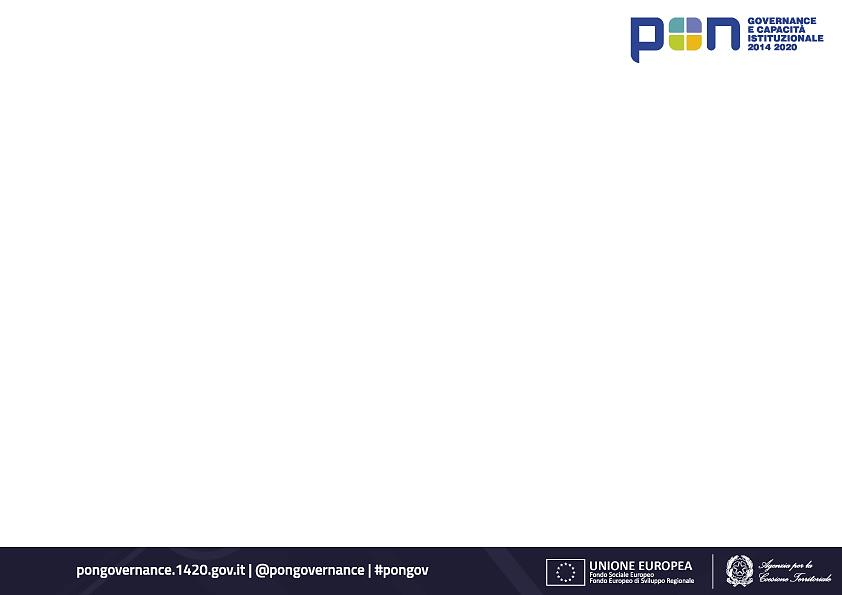 pon
GOVERNANCE
E CAPACITÀ
ISTITUZIONALE
2014 2020
pongovernance.1420.gov.it | @pongovernance | #pongov
UNIONE EUROPEA
Fondo Sociale Europeo
Fondo Europeo di Sviluppo Regionale
Agenzia per la
Coesione Territoriale